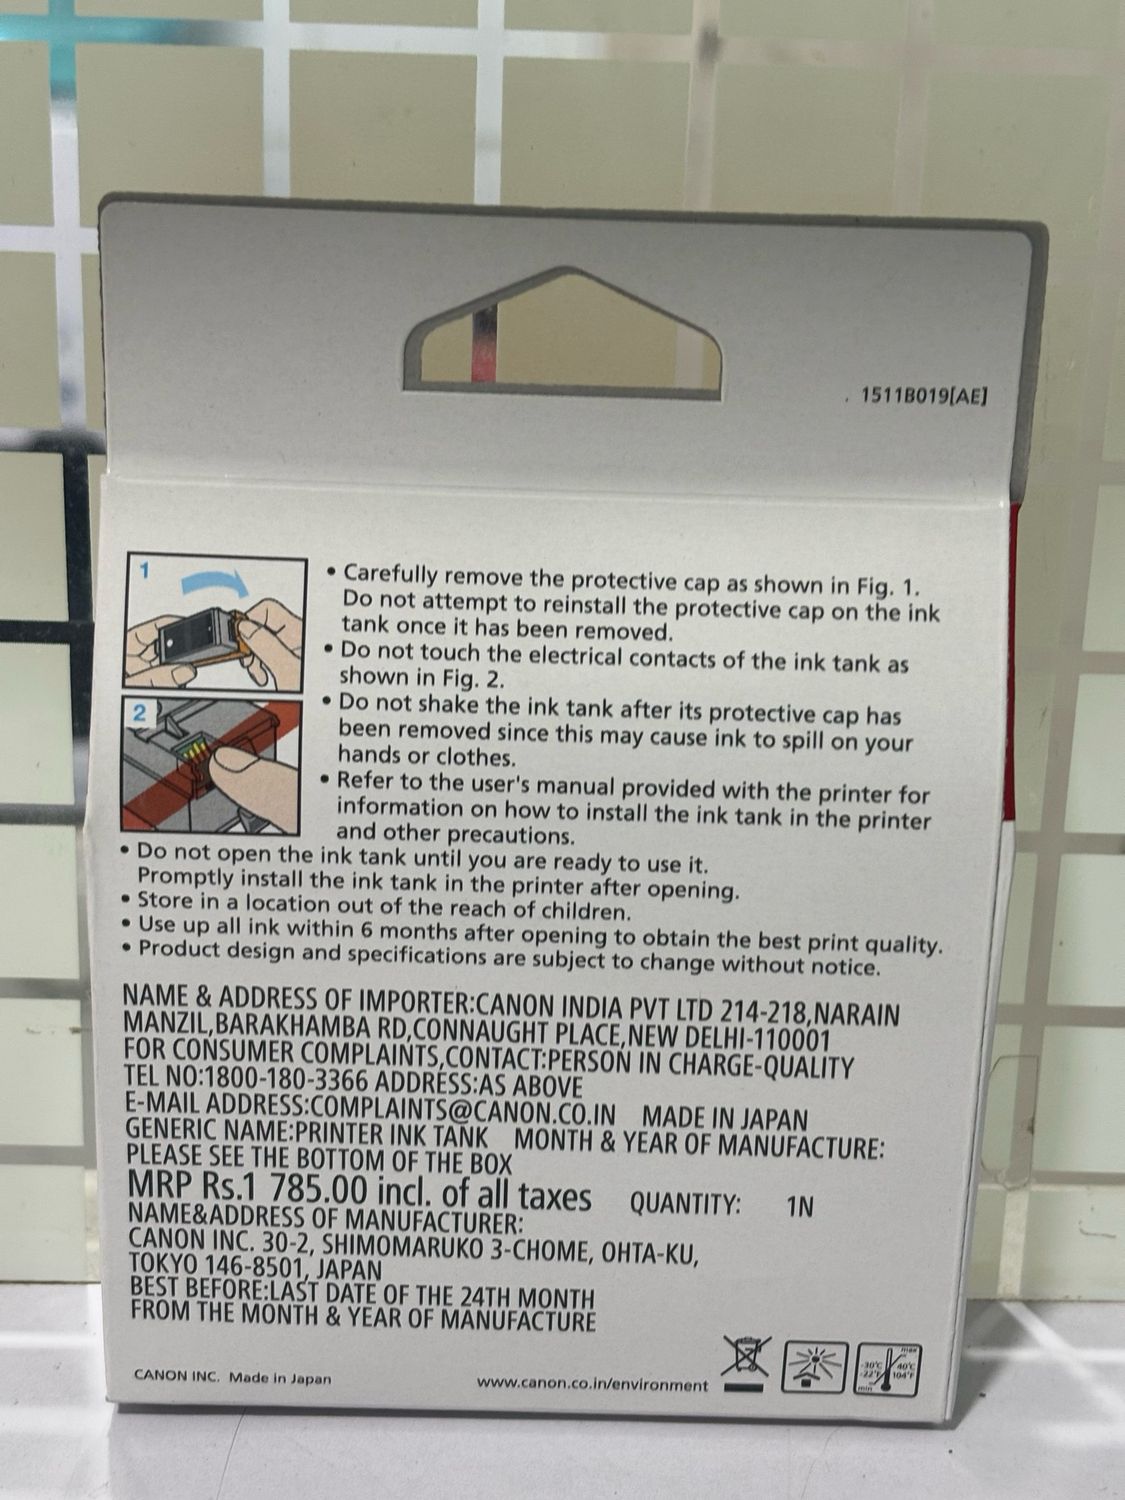 . 1511B019[AE]
1
2
• Carefully remove the protective cap as shown in Fig. 1.
Do not attempt to reinstall the protective cap on the ink
tank once it has been removed.
• Do not touch the electrical contacts of the ink tank as
shown in Fig. 2.
• Do not shake the ink tank after its protective cap has
been removed since this may cause ink to spill on your
hands or clothes.
• Refer to the user's manual provided with the printer for
information on how to install the ink tank in the printer
and other precautions.
• Do not open the ink tank until you are ready to use it.
Promptly install the ink tank in the printer after opening.
• Store in a location out of the reach of children.
• Use up all ink within 6 months after opening to obtain the best print quality.
• Product design and specifications are subject to change without notice.
NAME & ADDRESS OF IMPORTER:CANON INDIA PVT LTD 214-218,NARAIN
MANZIL,BARAKHAMBA RD,CONNAUGHT PLACE,NEW DELHI-110001
FOR CONSUMER COMPLAINTS,CONTACT:PERSON IN CHARGE-QUALITY
TEL NO:1800-180-3366 ADDRESS:AS ABOVE
E-MAIL ADDRESS:COMPLAINTS@CANON.CO.IN MADE IN JAPAN
GENERIC NAME:PRINTER INK TANK MONTH & YEAR OF MANUFACTURE:
PLEASE SEE THE BOTTOM OF THE BOX
MRP Rs.1 785.00 incl. of all taxes QUANTITY: 1N
NAME&ADDRESS OF MANUFACTURER:
CANON INC. 30-2, SHIMOMARUKO 3-CHOME, OHTA-KU,
TOKYO 146-8501, JAPAN
BEST BEFORE:LAST DATE OF THE 24TH MONTH
FROM THE MONTH & YEAR OF MANUFACTURE
CANON INC. Made in Japan
www.canon.co.in/environment
max
-30°C 40°C
-22°F 104°F
min